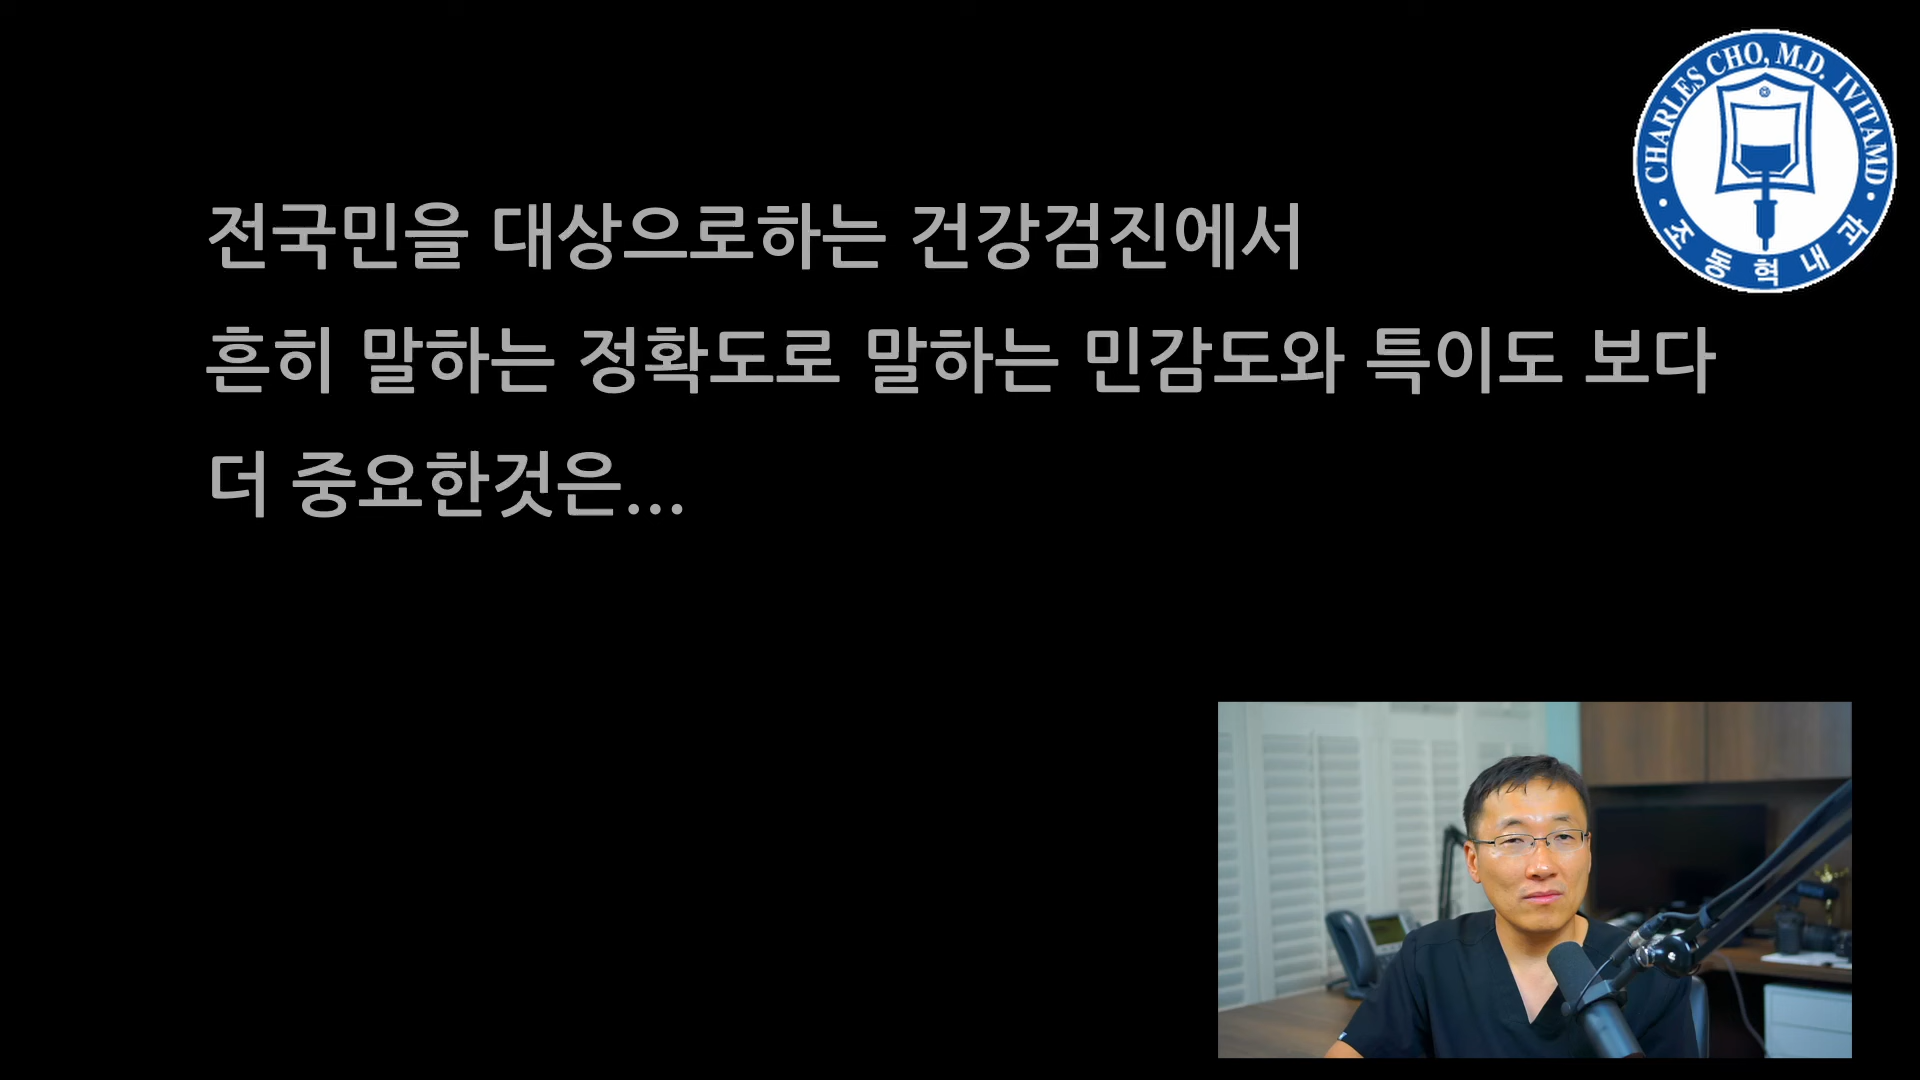 전국민을 대상으로하는 건강검진에서
흔히 말하는 정확도로 말하는 민감도와 특이도 보다
더 중요한것은...
CHARLES CHO, M.D. IVITAMD
조동혁내과